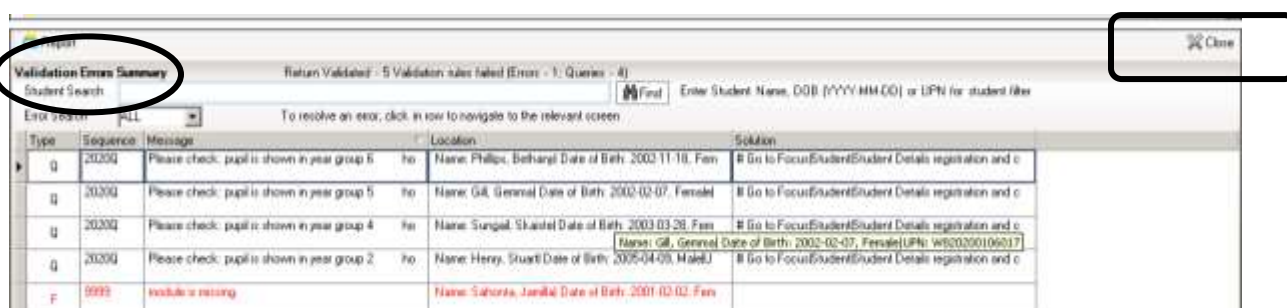 Report
Close
Validation Errors Summary Return Validated - 5 Validation rules failed (Errors - 1; Queries - 4)
Student Search Find Enter Student Name, DOB (YYYY-MM-DD) or UPN for student filter
Error Search ALL To resolve an error, click in row to navigate to the relevant screen
Type Sequence Message Location Solution
Q 2020Q Please check: pupil is shown in year group 6 ho Name: Phillips, Bethany| Date of Birth: 2002-11-18, Fem # Go to Focus\Student\Student Details registration and c
Q 2020Q Please check: pupil is shown in year group 5 ho Name: Gill, Gemma| Date of Birth: 2002-02-07, Female| # Go to Focus\Student\Student Details registration and c
Q 2020Q Please check: pupil is shown in year group 4 ho Name: Sungail, Date of Birth: 2003-03-28, Fem # Go to Focus\Student\Student Details registration and c
Name: Gill, Gemma| Date of Birth: 2002-02-07, Female|UPN: W820200106017
Q 2020Q Please check: pupil is shown in year group 2 ho Name: Henry, Stuart| Date of Birth: 2005-04-09, Male|U # Go to Focus\Student\Student Details registration and c
F 9999 module is missing Name: Date of Birth: 2001-02-02, Fem